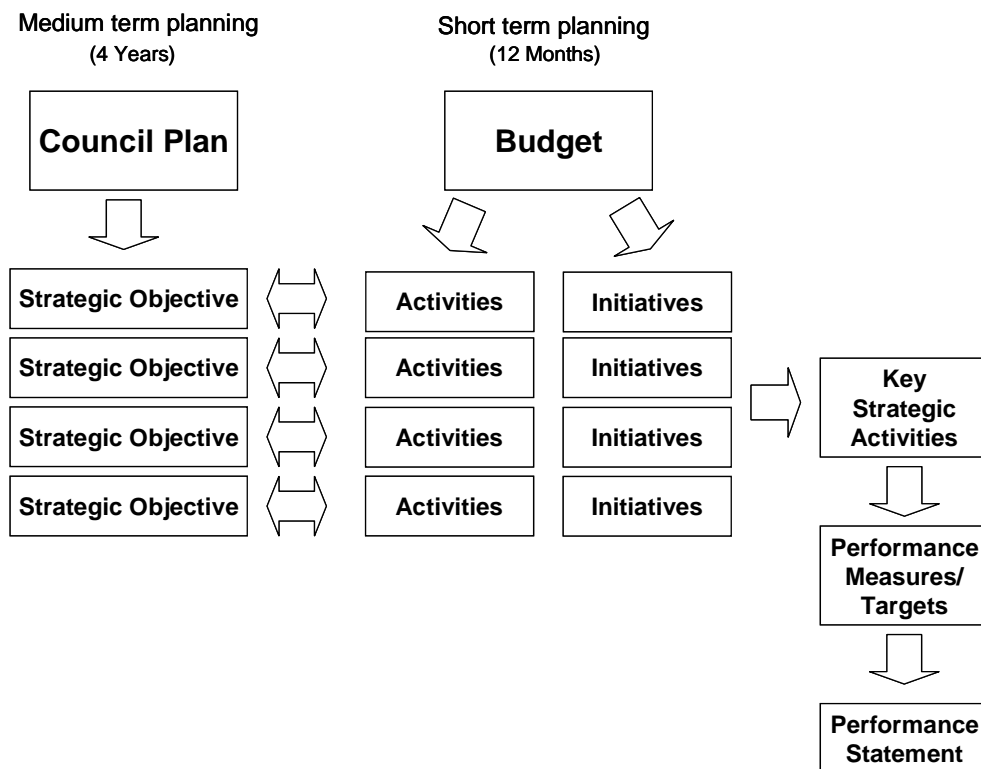 Medium term planning
(4 Years)
Short term planning
(12 Months)
Council Plan
Budget
Strategic Objective
Activities
Initiatives
Strategic Objective
Activities
Initiatives
Strategic Objective
Activities
Initiatives
Strategic Objective
Activities
Initiatives
Key
Strategic
Activities
Performance
Measures/
Targets
Performance
Statement